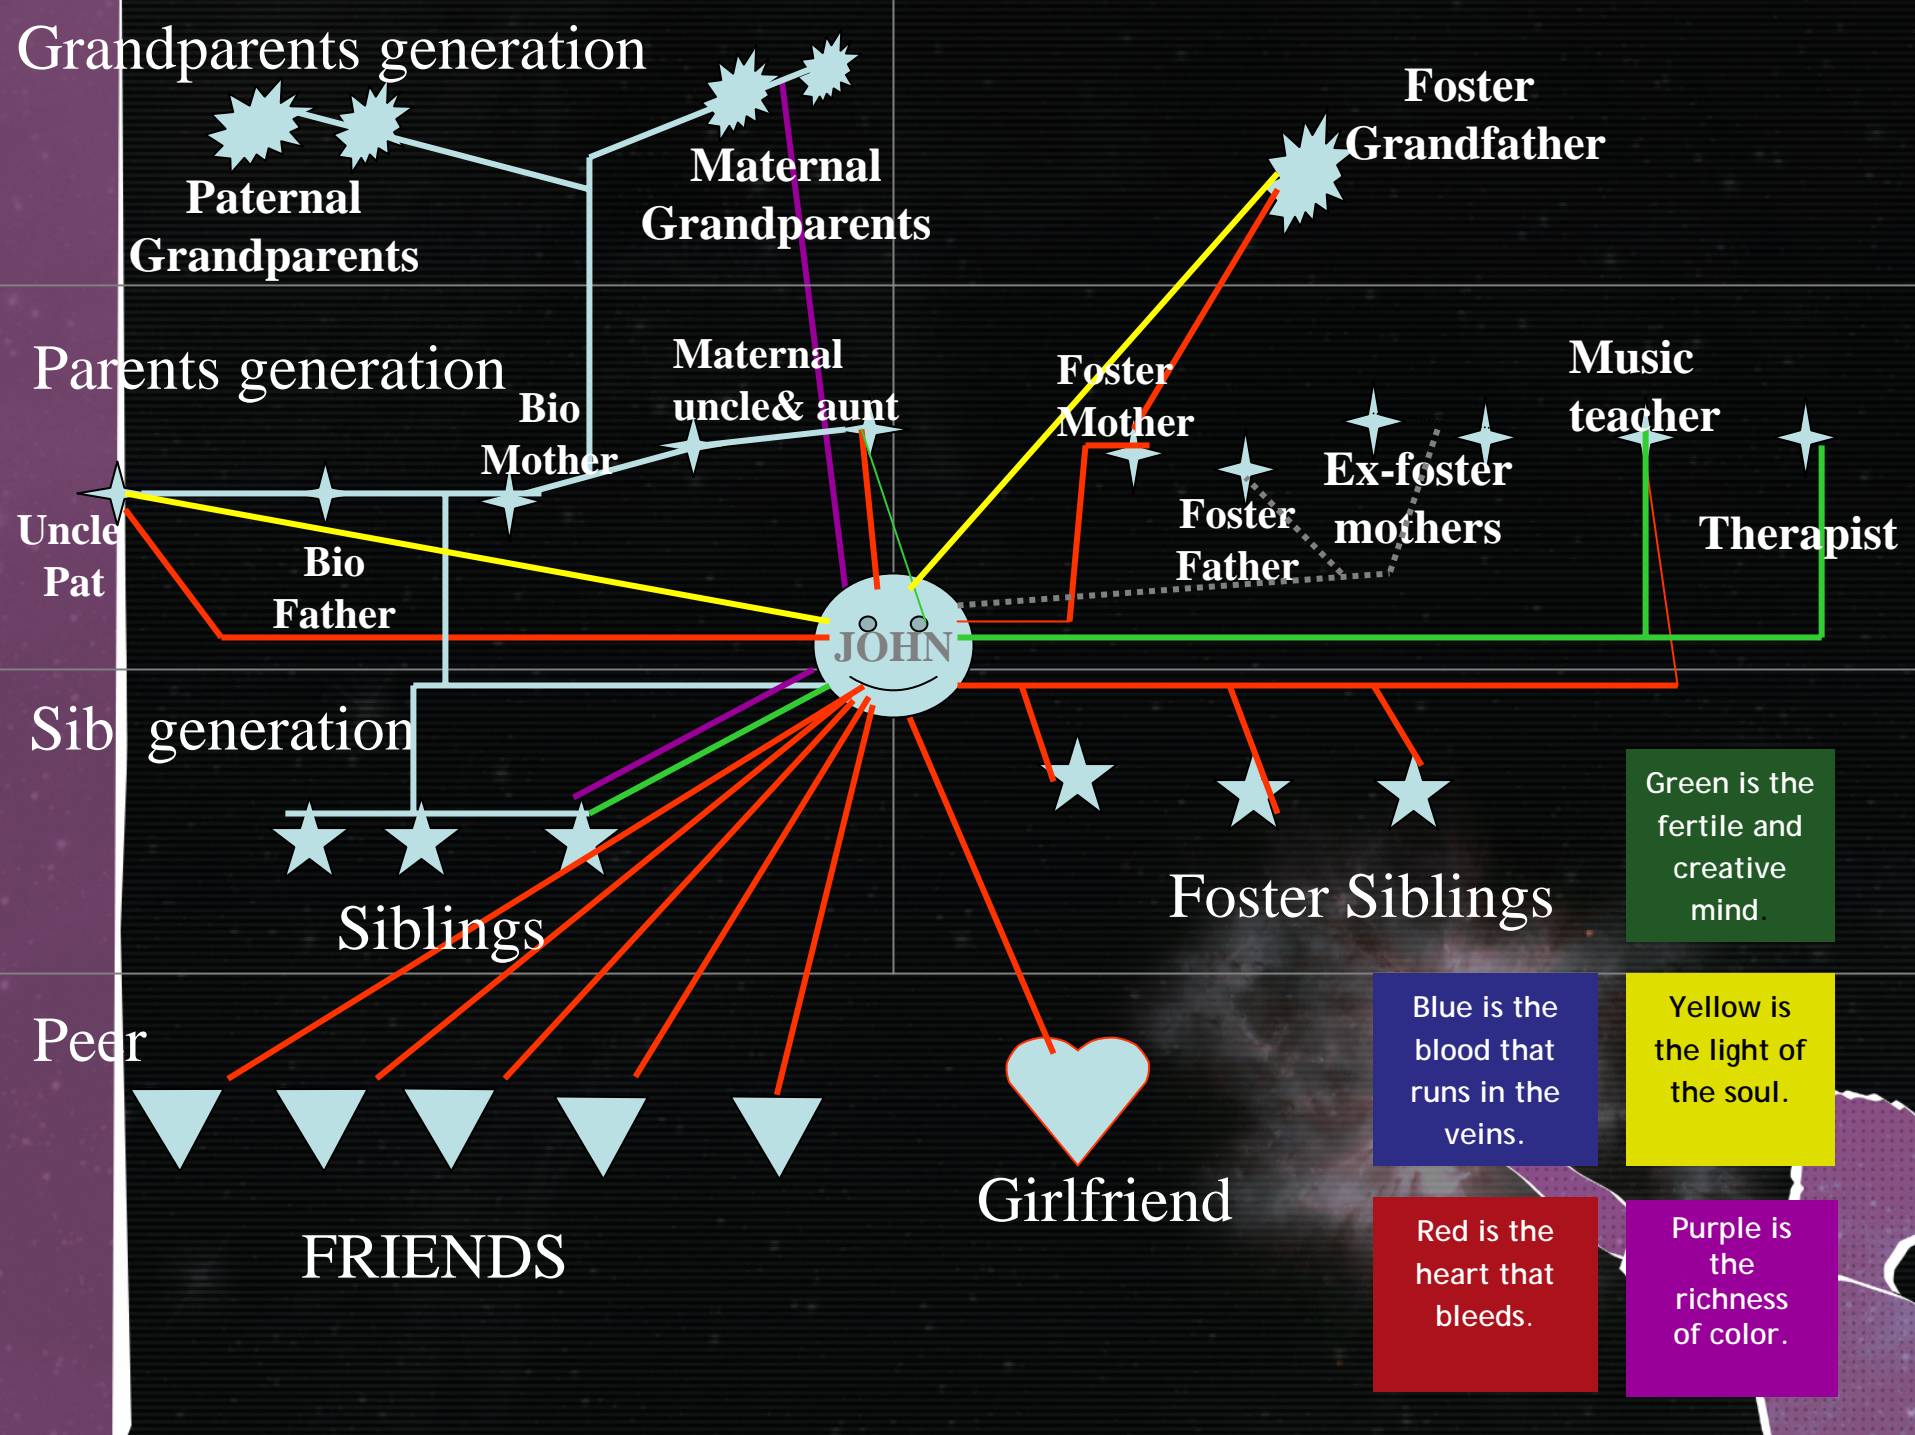 Grandparents generation
Paternal
Grandparents
Maternal
Grandparents
Foster
Grandfather
Parents generation
Bio
Mother
Maternal
uncle& aunt
Foster
Mother
Music
teacher
Uncle
Pat
Bio
Father
Foster
Father
Ex-foster
mothers
Therapist
JOHN
Sib generation
Siblings
Foster Siblings
Green is the
fertile and
creative
mind.
Peer
FRIENDS
Girlfriend
Blue is the
blood that
runs in the
veins.
Yellow is
the light of
the soul.
Red is the
heart that
bleeds.
Purple is
the
richness
of color.